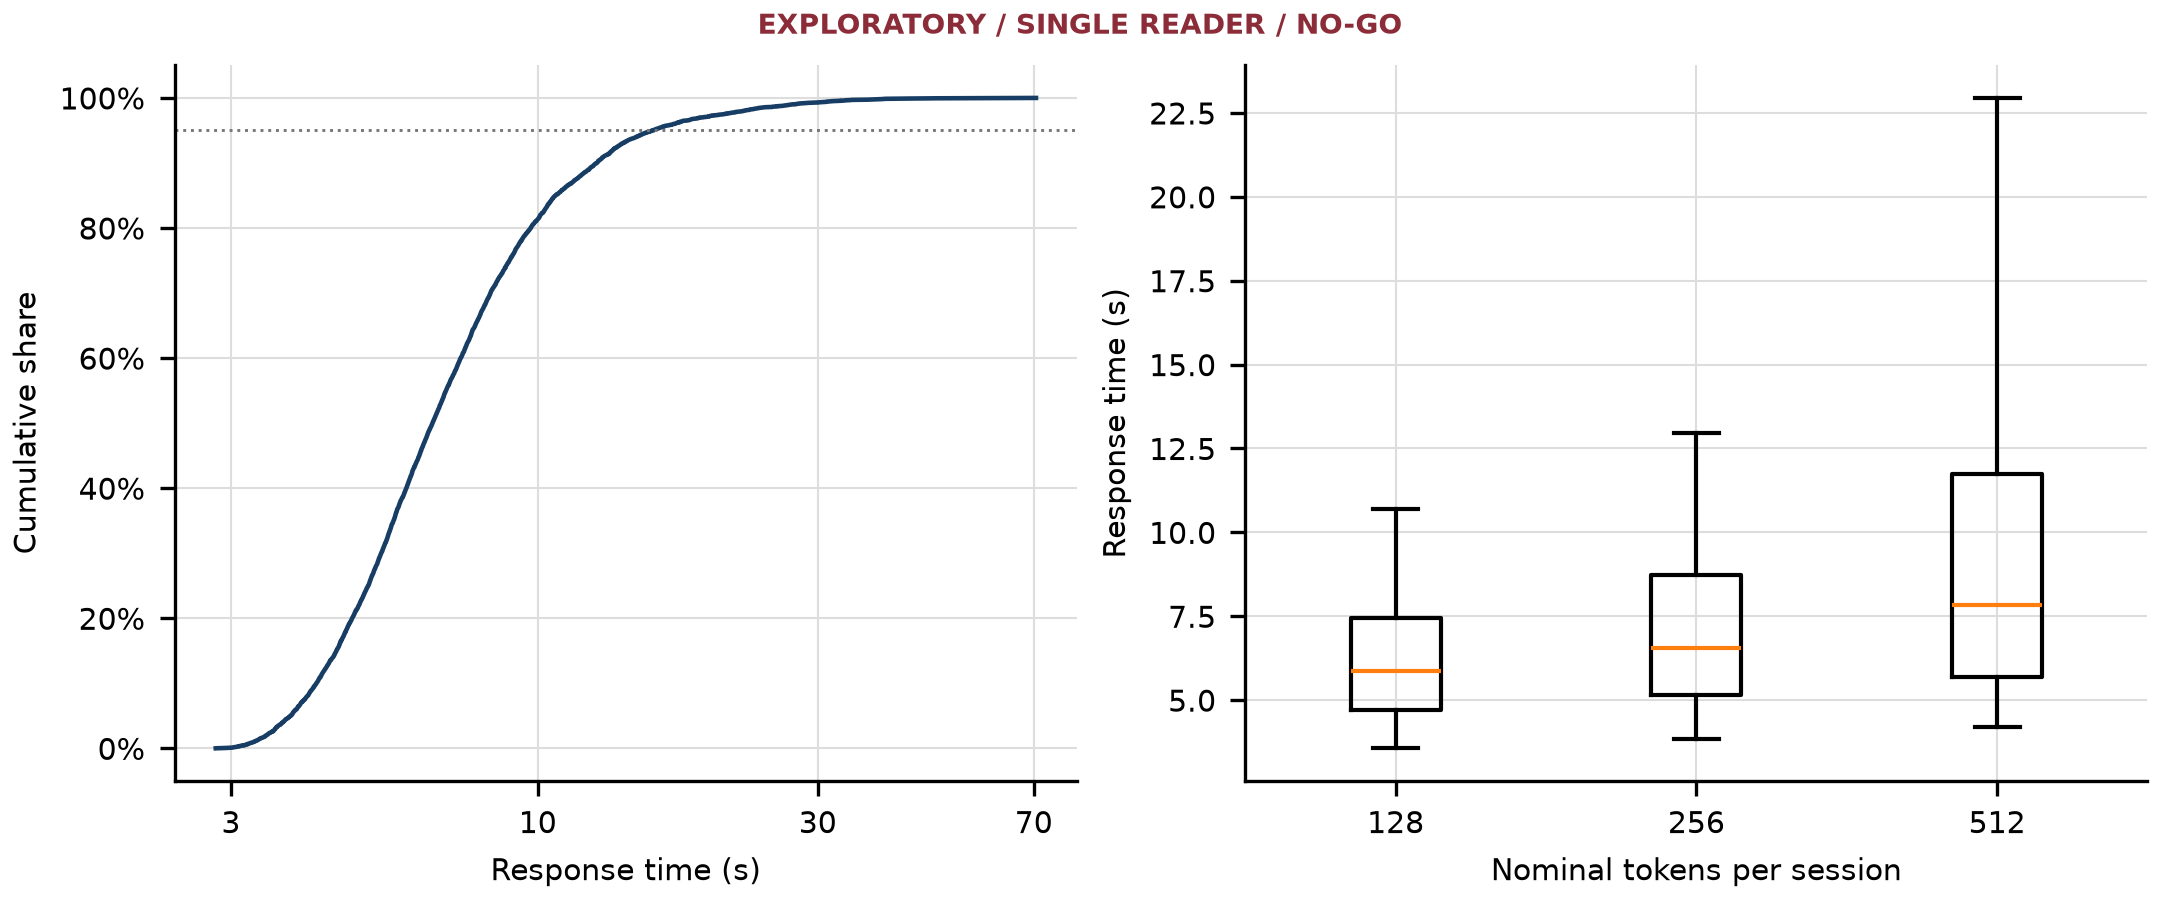 EXPLORATORY / SINGLE READER / NO-GO
100%
80%
60%
40%
20%
0%
Cumulative share
3 10 30 70
Response time (s)
22.5
20.0
17.5
15.0
12.5
10.0
7.5
5.0
Response time (s)
128 256 512
Nominal tokens per session